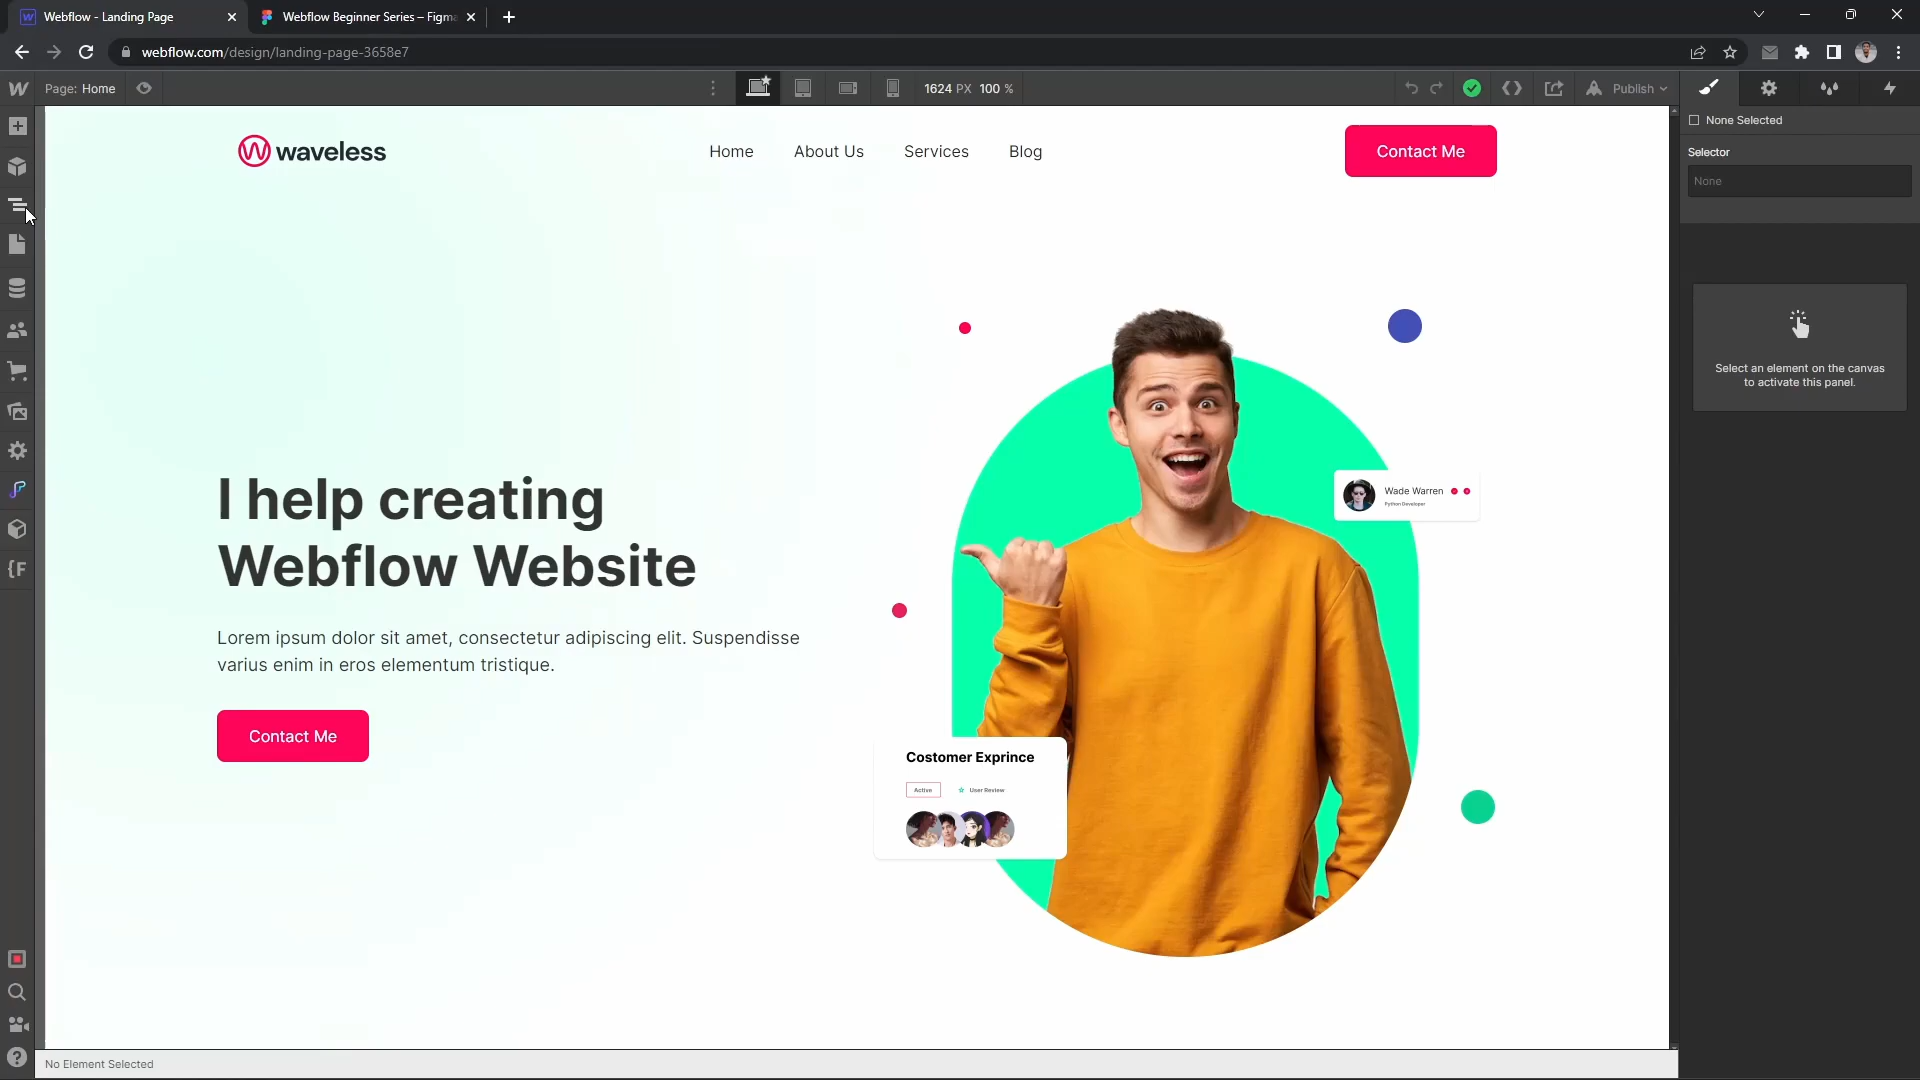 Webflow - Landing Page
Webflow Beginner Series – Figma
webflow.com/design/landing-page-3658e7
Page: Home
1624 PX 100 %
Publish
None Selected
Selector
None
Select an element on the canvas
to activate this panel.
waveless
Home
About Us
Services
Blog
Contact Me
I help creating
Webflow Website
Lorem ipsum dolor sit amet, consectetur adipiscing elit. Suspendisse
varius enim in eros elementum tristique.
Contact Me
Wade Warren
Python Developer
Costomer Exprince
Active
User Review
No Element Selected